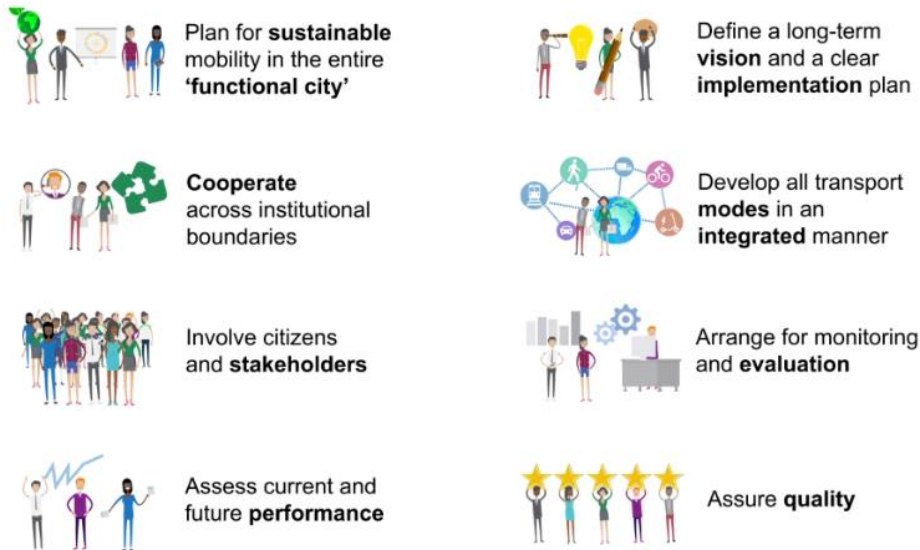 Plan for sustainable
mobility in the entire
‘functional city’
Cooperate
across institutional
boundaries
Involve citizens
and stakeholders
Assess current and
future performance
Define a long-term
vision and a clear
implementation plan
Develop all transport
modes in an
integrated manner
Arrange for monitoring
and evaluation
Assure quality